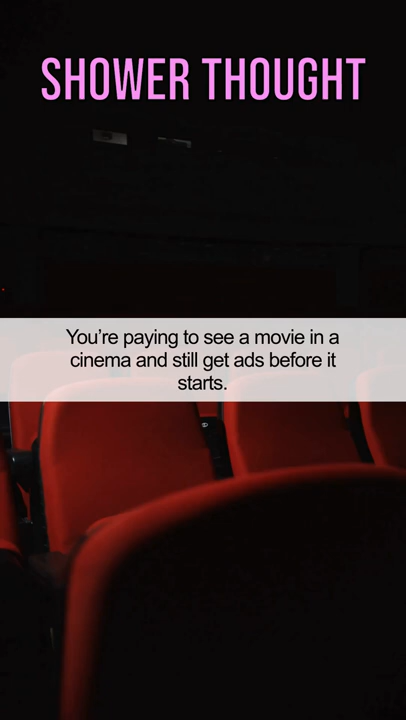 SHOWER THOUGHT
You’re paying to see a movie in a
cinema and still get ads before it
starts.